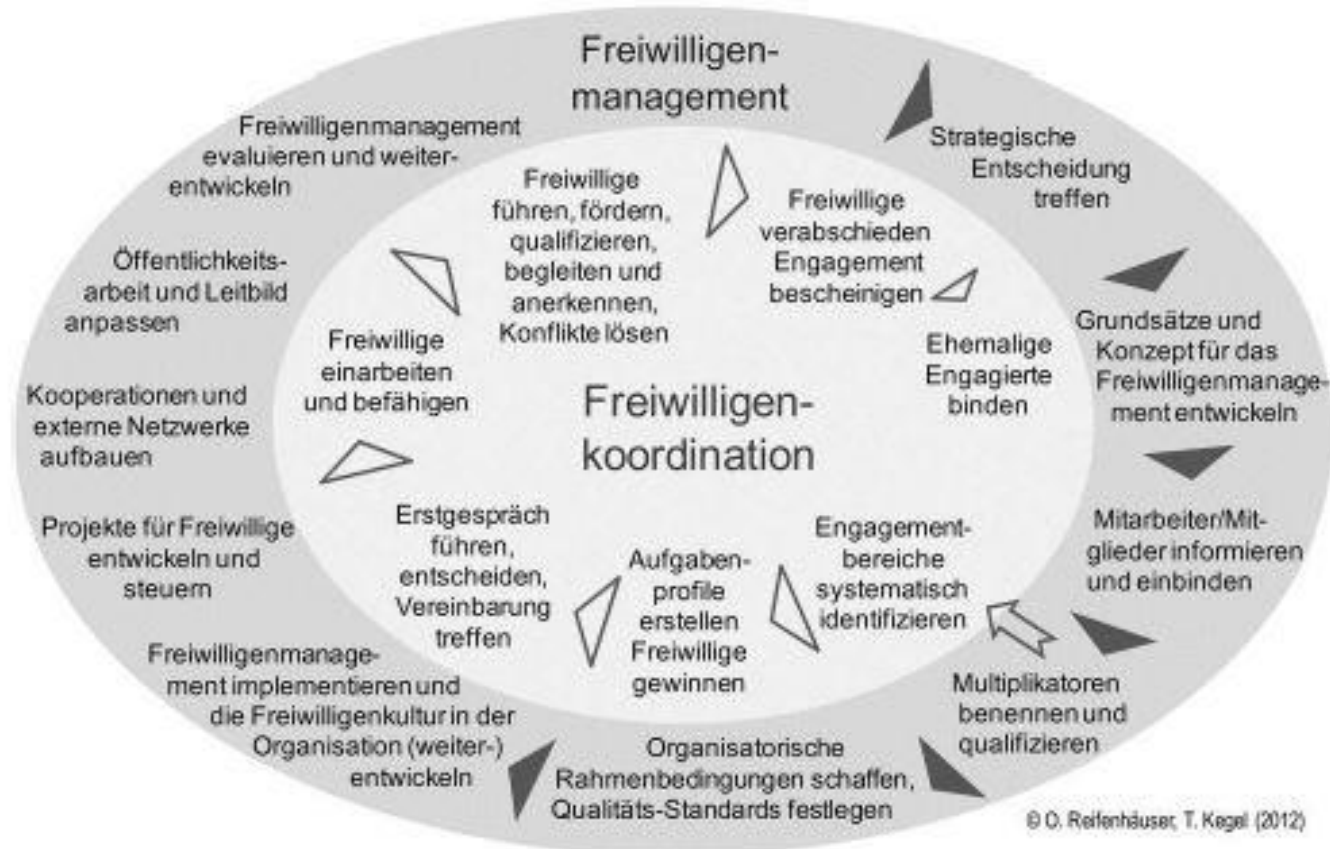 Freiwilligen-
management
Strategische
Entscheidung
treffen
Grundsätze und
Konzept für das
Freiwilligenmanage-
ment entwickeln
Mitarbeiter/Mit-
glieder informieren
und einbinden
Multiplikatoren
benennen und
qualifizieren
Organisatorische
Rahmenbedingungen schaffen,
Qualitäts-Standards festlegen
Freiwilligenmanage-
ment implementieren und
die Freiwilligenkultur in der
Organisation (weiter-)
entwickeln
Projekte für Freiwillige
entwickeln und
steuern
Kooperationen und
externe Netzwerke
aufbauen
Öffentlichkeits-
arbeit und Leitbild
anpassen
Freiwilligenmanagement
evaluieren und weiter-
entwickeln
Freiwilligen-
koordination
Engagement-
bereiche
systematisch
identifizieren
Aufgaben-
profile
erstellen
Freiwillige
gewinnen
Erstgespräch
führen,
entscheiden,
Vereinbarung
treffen
Freiwillige
einarbeiten
und befähigen
Freiwillige
führen, fördern,
qualifizieren,
begleiten und
anerkennen,
Konflikte lösen
Freiwillige
verabschieden
Engagement
bescheinigen
Ehemalige
Engagierte
binden
© O. Reifenhäuser, T. Kegel (2012)